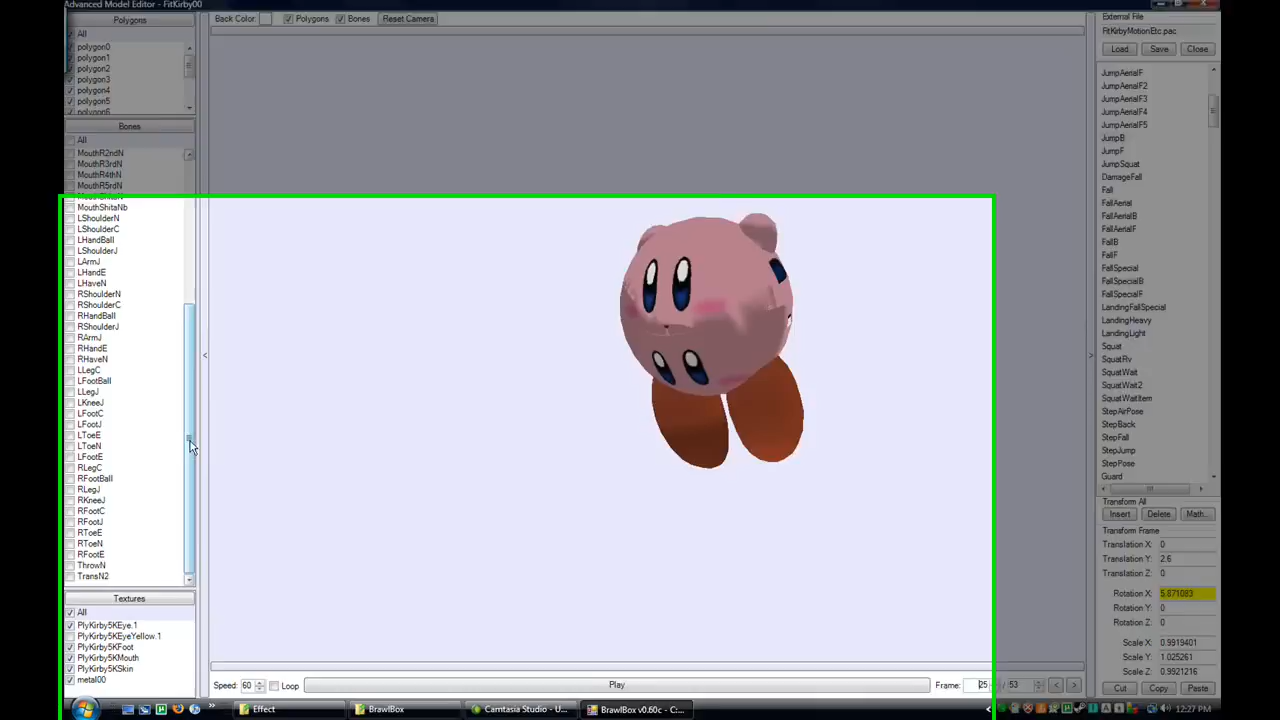 Advanced Model Editor - FitKirby00
Polygons
All
polygon0
polygon1
polygon2
polygon3
polygon4
polygon5
polygon6
Bones
All
MouthR2ndN
MouthR3rdN
MouthR4thN
MouthR5rdN
MouthShitaNb
LShoulderN
LShoulderC
LHandBall
LShoulderJ
LArmJ
LHandE
LHaveN
RShoulderN
RShoulderC
RHandBall
RShoulderJ
RArmJ
RHandE
RHaveN
LLegC
LFootBall
LLegJ
LKneeJ
LFootC
LFootJ
LToeE
LToeN
LFootE
RLegC
RFootBall
RLegJ
RKneeJ
RFootC
RFootJ
RToeE
RToeN
RFootE
ThrowN
TransN2
Textures
All
PlyKirby5KEye.1
PlyKirby5KEyeYellow.1
PlyKirby5KFoot
PlyKirby5KMouth
PlyKirby5KSkin
metal00
Back Color: Polygons Bones Reset Camera
Speed: 60 Loop Play Frame: 25 / 53 < >
External File
FitKirbyMotionEtc.pac
Load Save Close
JumpAerialF
JumpAerialF2
JumpAerialF3
JumpAerialF4
JumpAerialF5
JumpB
JumpF
JumpSquat
DamageFall
Fall
FallAerial
FallAerialB
FallAerialF
FallB
FallF
FallSpecial
FallSpecialB
FallSpecialF
LandingFallSpecial
LandingHeavy
LandingLight
Squat
SquatRv
SquatWait
SquatWait2
SquatWaitItem
StepAirPose
StepBack
StepFall
StepJump
StepPose
Guard
Transform All
Insert Delete Math...
Transform Frame
Translation X: 0
Translation Y: 2.6
Translation Z: 0
Rotation X: 5.871083
Rotation Y: 0
Rotation Z: 0
Scale X: 0.9919401
Scale Y: 1.025261
Scale Z: 0.9921216
Cut Copy Paste
Effect BrawlBox Camtasia Studio - U... BrawlBox v0.60c - C:... 12:27 PM